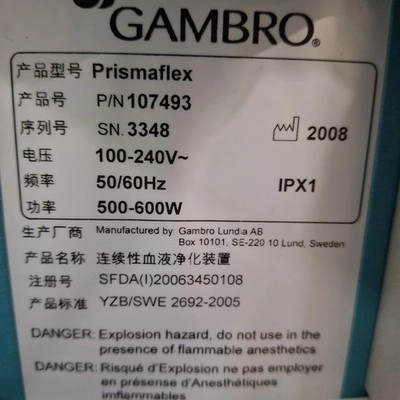 GAMBRO®
产品型号 Prismaflex
产品号 P/N 107493
序列号 SN. 3348 2008
电压 100-240V~
频率 50/60Hz IPX1
功率 500-600W
生产厂商 Manufactured by: Gambro Lundia AB
Box 10101, SE-220 10 Lund, Sweden
产品名称 连续性血液净化装置
注册号 SFDA(I)20063450108
产品标准 YZB/SWE 2692-2005
DANGER: Explosion hazard, do not use in the
presence of flammable anesthetics
DANGER: Risqué d'Explosion ne pas employer
en présense d'Anesthétiques
imflammables